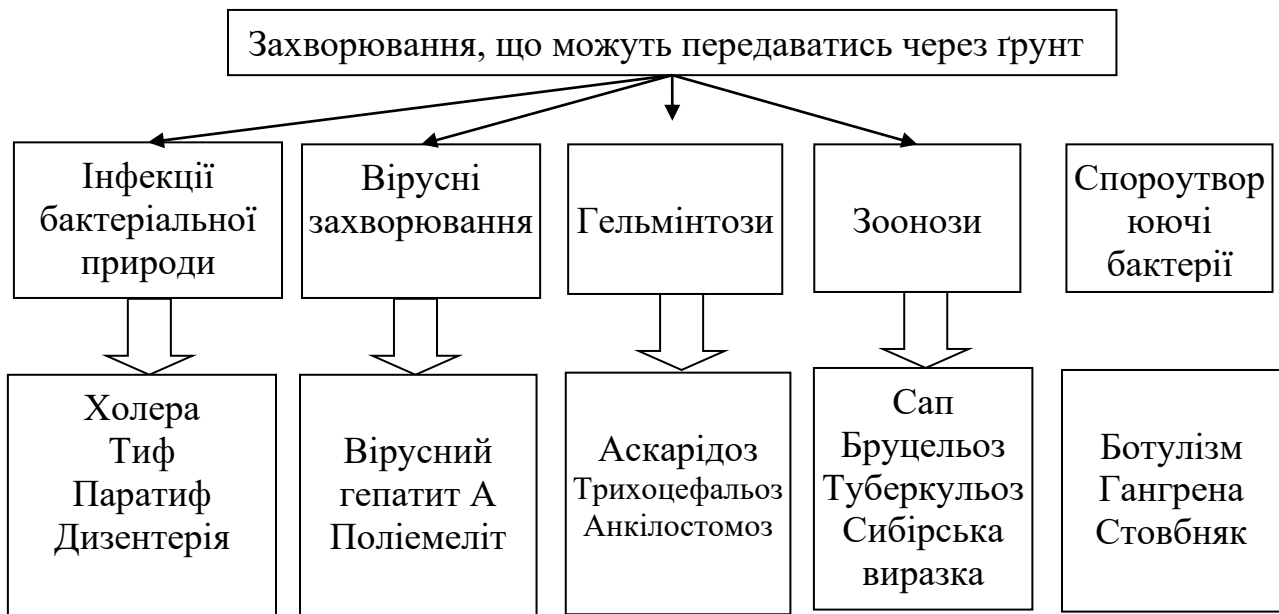 Захворювання, що можуть передаватись через ґрунт
Інфекції
бактеріальної
природи
Вірусні
захворювання
Гельмінтози
Зоонози
Спороутвор
юючі
бактерії
Холера
Тиф
Паратиф
Дизентерія
Вірусний
гепатит А
Поліемеліт
Аскарідоз
Трихоцефальоз
Анкілостомоз
Сап
Бруцельоз
Туберкульоз
Сибірська
виразка
Ботулізм
Гангрена
Стовбняк